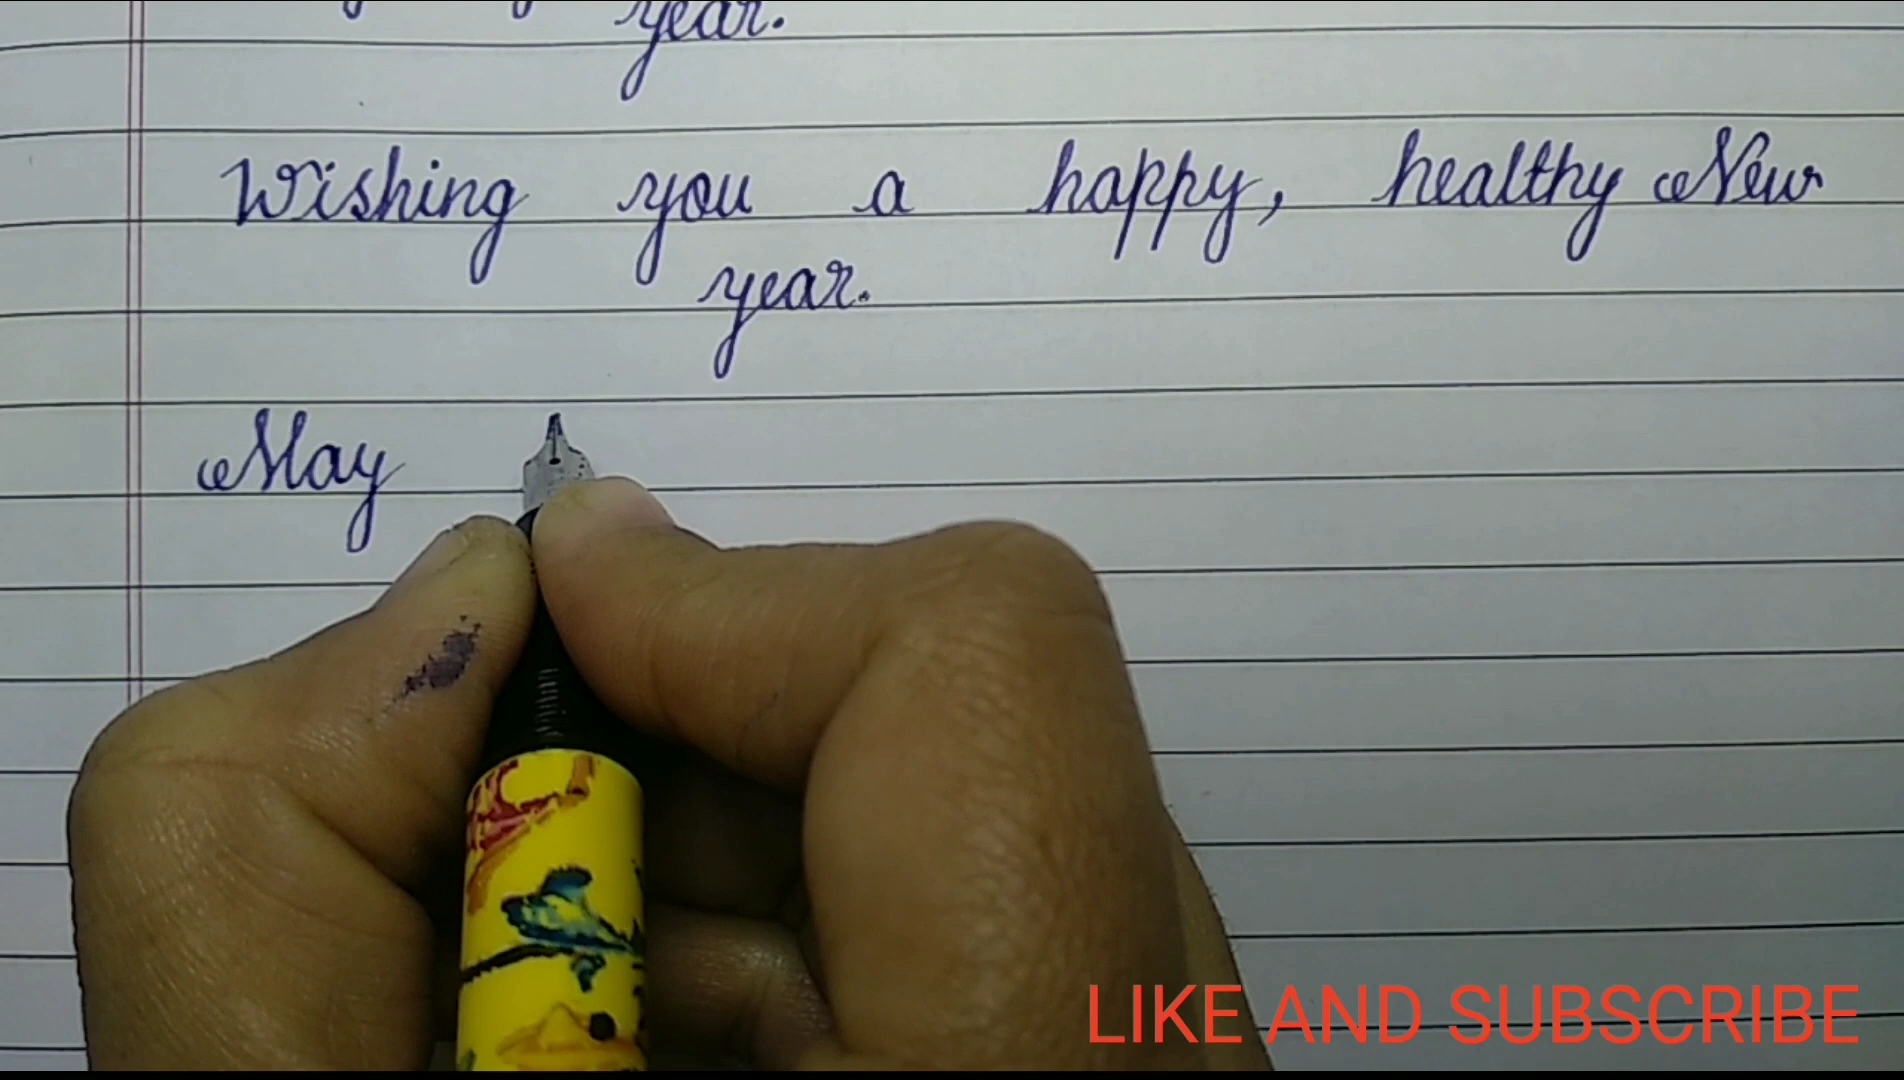 year.
Wishing you a happy, healthy New
year.
May
LIKE AND SUBSCRIBE